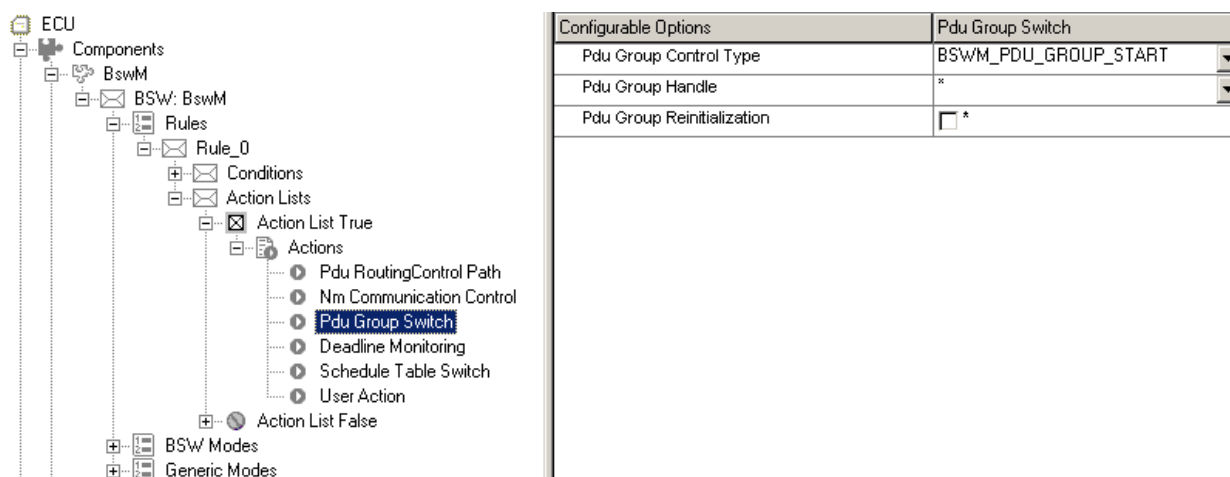 ECU
Components
BswM
BSW: BswM
Rules
Rule_0
Conditions
Action Lists
Action List True
Actions
Pdu RoutingControl Path
Nm Communication Control
Pdu Group Switch
Deadline Monitoring
Schedule Table Switch
User Action
Action List False
BSW Modes
Generic Modes
Configurable Options Pdu Group Switch
Pdu Group Control Type BSWM_PDU_GROUP_START
Pdu Group Handle *
Pdu Group Reinitialization *